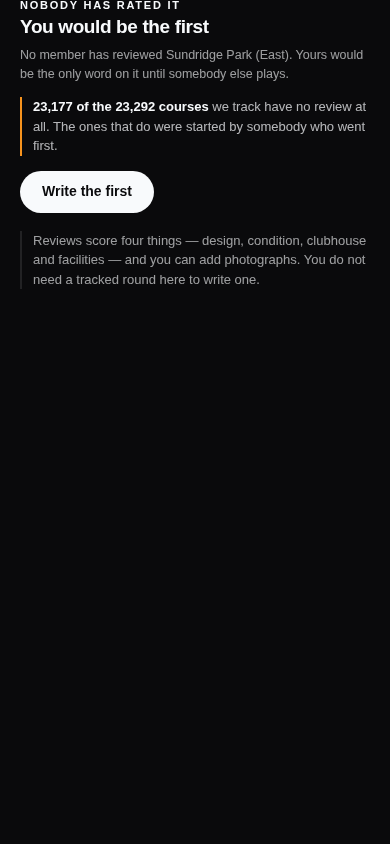 NOBODY HAS RATED IT
You would be the first
No member has reviewed Sundridge Park (East). Yours would
be the only word on it until somebody else plays.
23,177 of the 23,292 courses we track have no review at
all. The ones that do were started by somebody who went
first.
Write the first
Reviews score four things — design, condition, clubhouse
and facilities — and you can add photographs. You do not
need a tracked round here to write one.